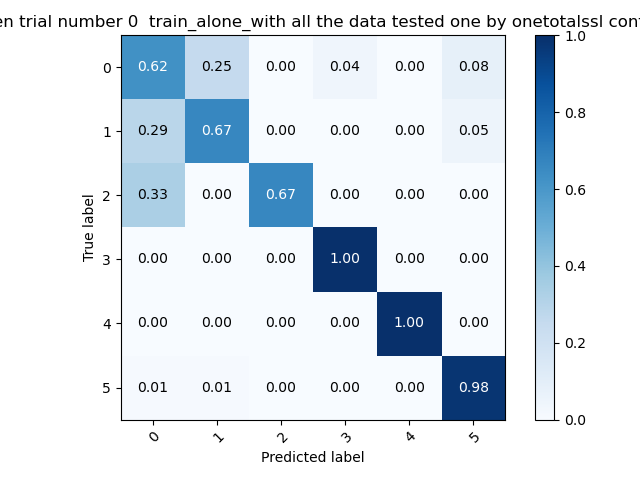 en trial number 0 train_alone_with all the data tested one by onetotalssl con
1.0
0 0.62 0.25 0.00 0.04 0.00 0.08
0.8
1 0.29 0.67 0.00 0.00 0.00 0.05
0.6
2 0.33 0.00 0.67 0.00 0.00 0.00
True label
3 0.00 0.00 0.00 1.00 0.00 0.00
0.4
4 0.00 0.00 0.00 0.00 1.00 0.00
0.2
5 0.01 0.01 0.00 0.00 0.00 0.98
0.0
0 1 2 3 4 5
Predicted label